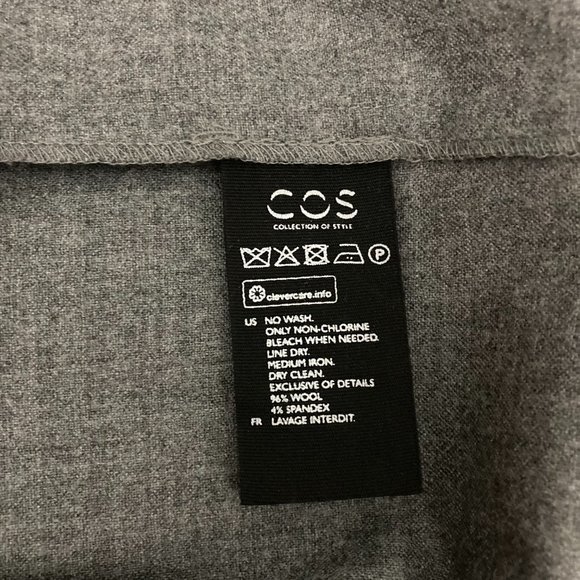 COS
COLLECTION OF STYLE
P
clevercare.info
US NO WASH.
ONLY NON-CHLORINE
BLEACH WHEN NEEDED.
LINE DRY.
MEDIUM IRON.
DRY CLEAN.
EXCLUSIVE OF DETAILS
96% WOOL
4% SPANDEX
FR LAVAGE INTERDIT.